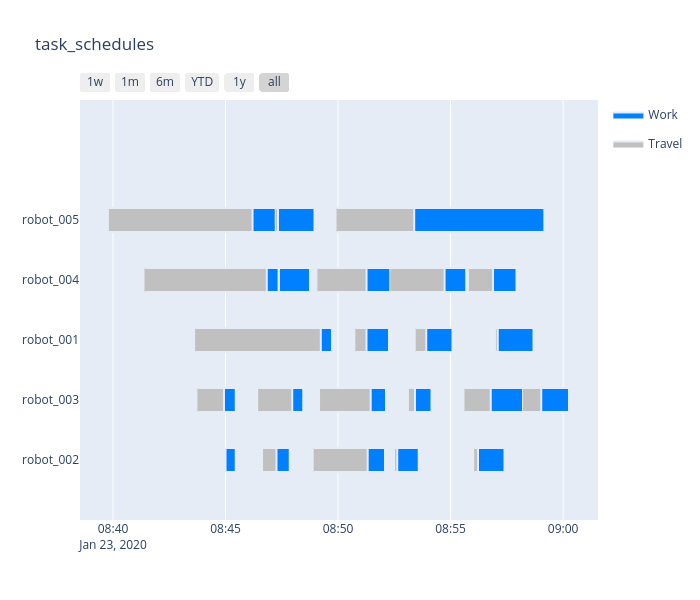 task_schedules
1w 1m 6m YTD 1y all
Work
Travel
robot_005
robot_004
robot_001
robot_003
robot_002
08:40 08:45 08:50 08:55 09:00
Jan 23, 2020